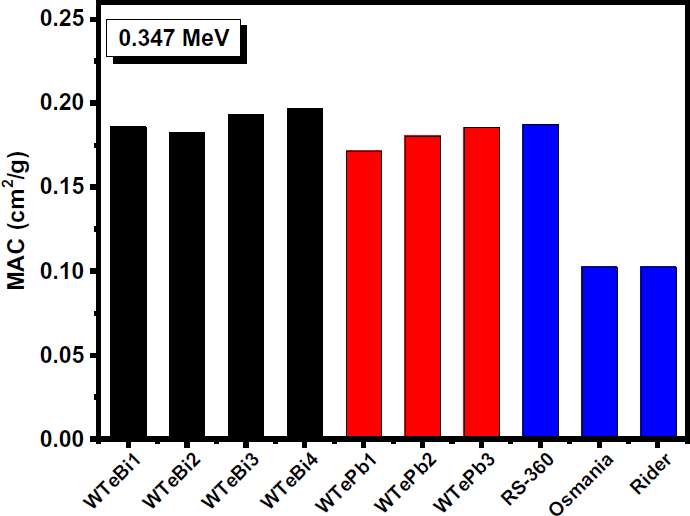 0.347 MeV
MAC (cm²/g)
0.25
0.20
0.15
0.10
0.05
0.00
WTeBi1
WTeBi2
WTeBi3
WTeBi4
WTePb1
WTePb2
WTePb3
RS-360
Osmania
Rider